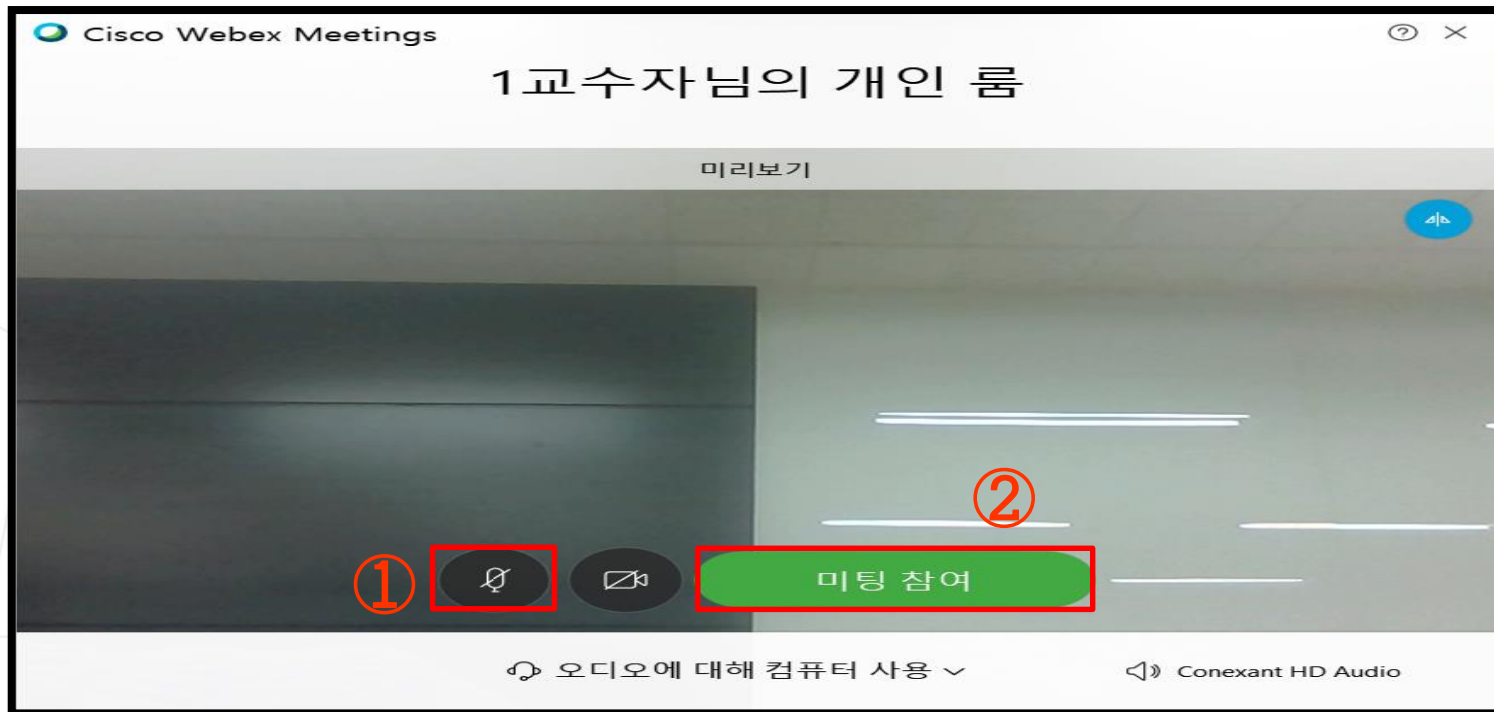 Cisco Webex Meetings
1교수자님의 개인 룸
미리보기
②
① 미팅 참여
오디오에 대해 컴퓨터 사용 Conexant HD Audio